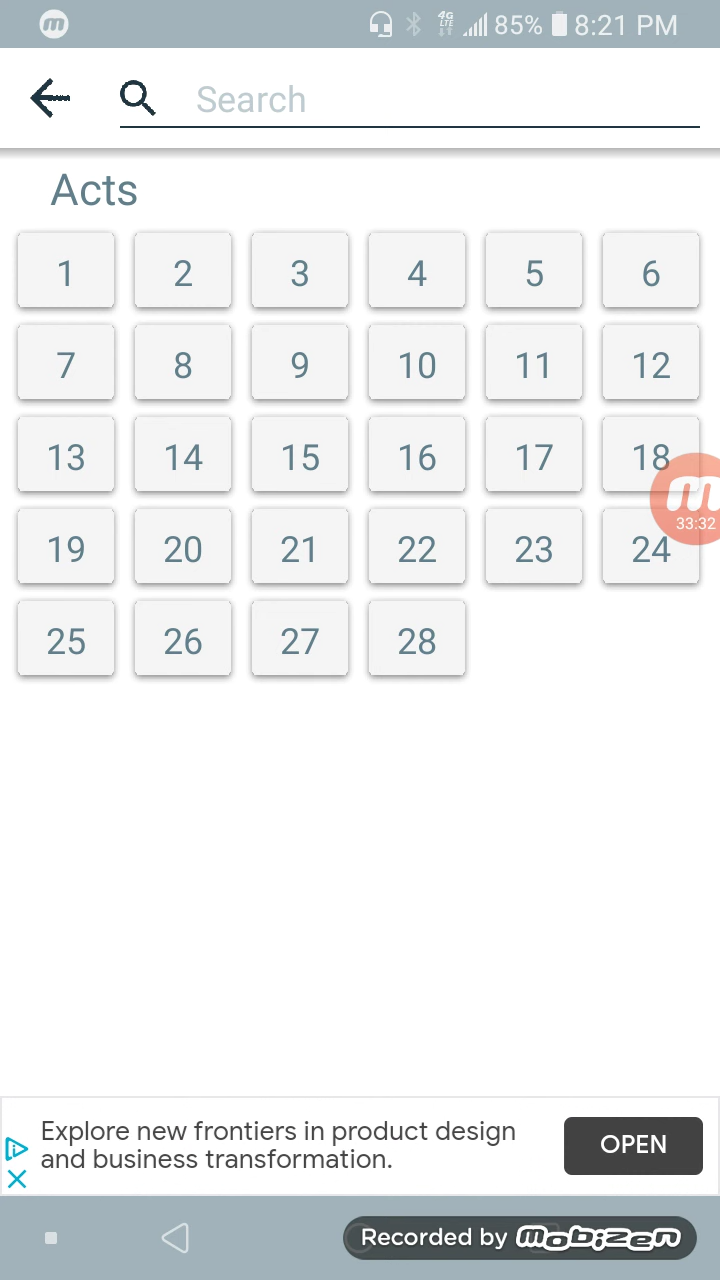 m 4G LTE 85% 8:21 PM
Search
Acts
1 2 3 4 5 6
7 8 9 10 11 12
13 14 15 16 17 18
m
33:32
19 20 21 22 23 24
25 26 27 28
Explore new frontiers in product design
and business transformation.
OPEN
Recorded by mobizen